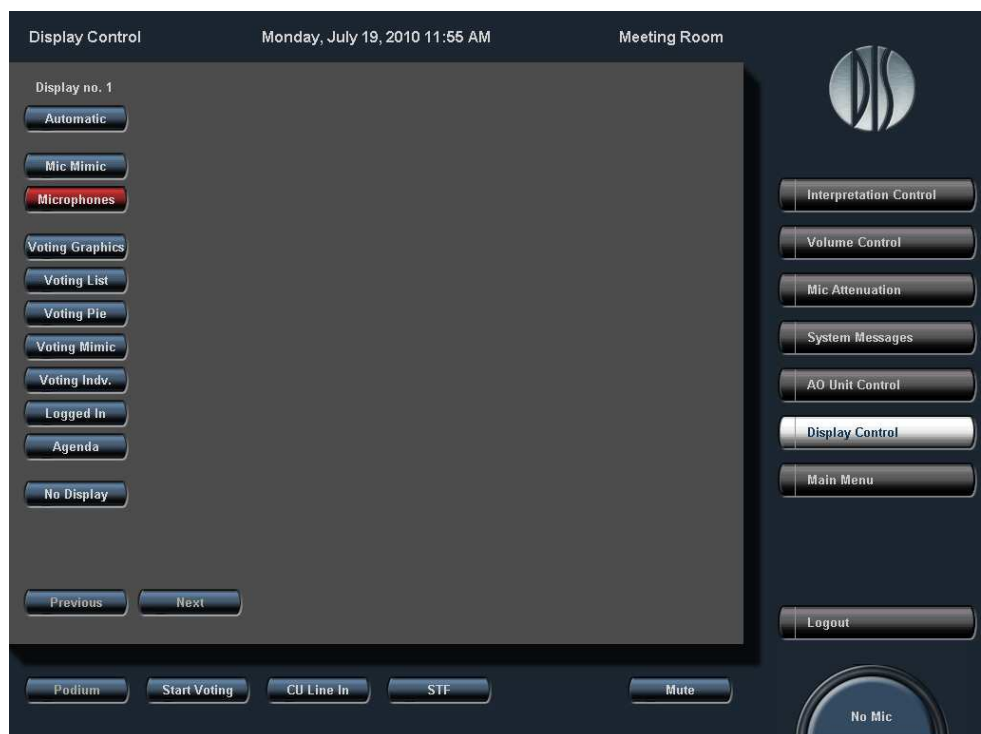 Display Control
Monday, July 19, 2010 11:55 AM
Meeting Room
DIS
Display no. 1
Automatic
Mic Mimic
Microphones
Voting Graphics
Voting List
Voting Pie
Voting Mimic
Voting Indv.
Logged In
Agenda
No Display
Previous
Next
Interpretation Control
Volume Control
Mic Attenuation
System Messages
AO Unit Control
Display Control
Main Menu
Logout
Podium
Start Voting
CU Line In
STF
Mute
No Mic